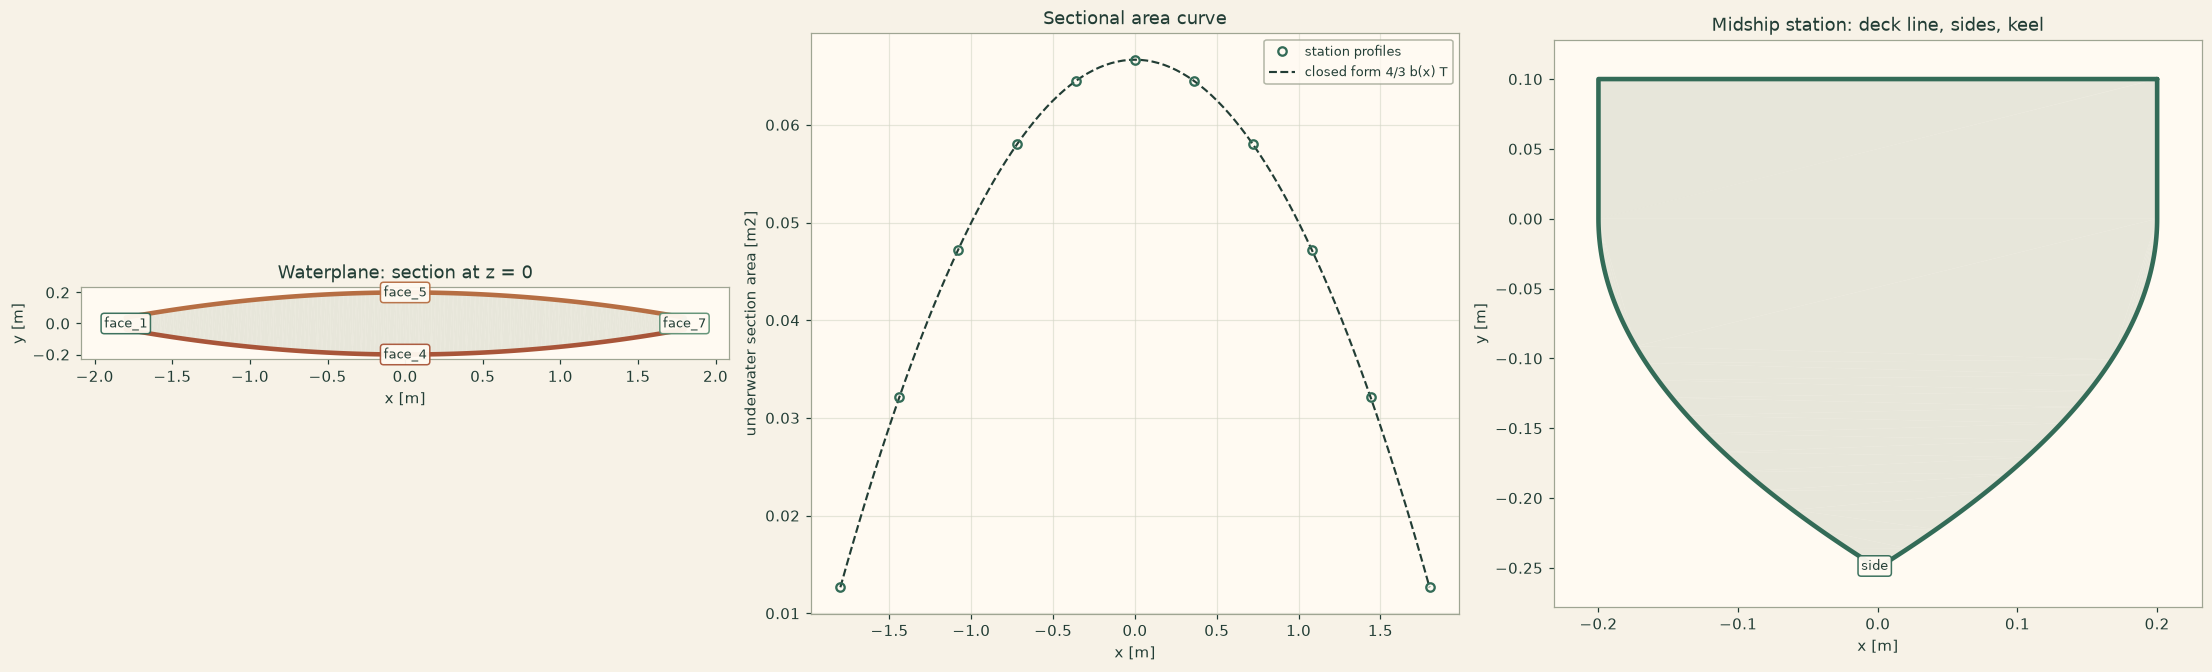 Waterplane: section at z = 0
y [m]
0.2
0.0
−0.2
face_5
face_1
face_7
face_4
−2.0 −1.5 −1.0 −0.5 0.0 0.5 1.0 1.5 2.0
x [m]
Sectional area curve
station profiles
closed form 4/3 b(x) T
underwater section area [m2]
0.06
0.05
0.04
0.03
0.02
0.01
−1.5 −1.0 −0.5 0.0 0.5 1.0 1.5
x [m]
Midship station: deck line, sides, keel
y [m]
0.10
0.05
0.00
−0.05
−0.10
−0.15
−0.20
−0.25
side
−0.2 −0.1 0.0 0.1 0.2
x [m]